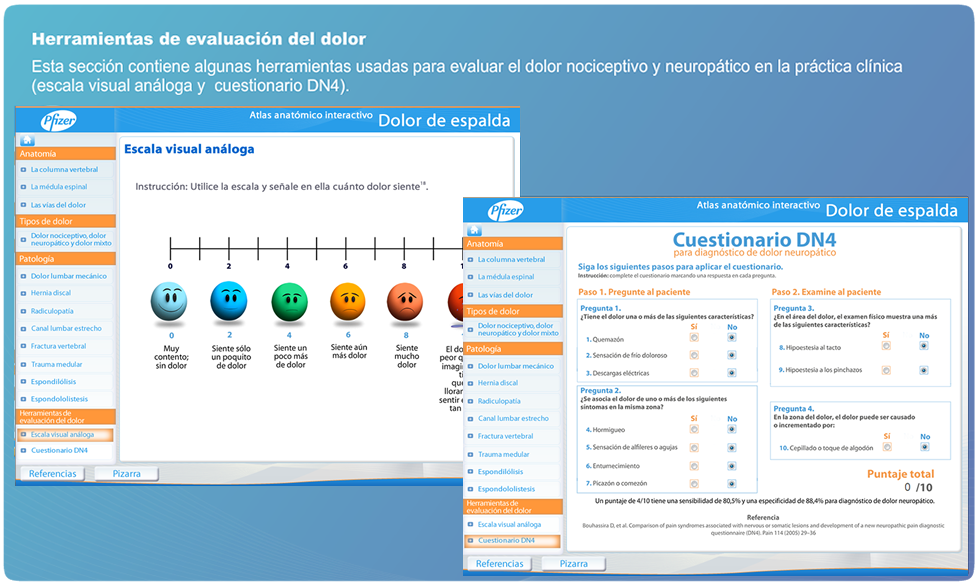 Herramientas de evaluación del dolor
Esta sección contiene algunas herramientas usadas para evaluar el dolor nociceptivo y neuropático en la práctica clínica
(escala visual análoga y cuestionario DN4).
Pfizer
Atlas anatómico interactivo Dolor de espalda
Anatomía
La columna vertebral
La médula espinal
Las vías del dolor
Tipos de dolor
Dolor nociceptivo, dolor
neuropático y dolor mixto
Patología
Dolor lumbar mecánico
Hernia discal
Radiculopatía
Canal lumbar estrecho
Fractura vertebral
Trauma medular
Espondilólisis
Espondololistesis
Herramientas de
evaluación del dolor
Escala visual análoga
Cuestionario DN4
Referencias
Pizarra
Escala visual análoga
Instrucción: Utilice la escala y señale en ella cuánto dolor siente¹⁸.
0 2 4 6 8 1
0 2 4 6 8
Muy
contento;
sin dolor
Siente sólo
un poquito
de dolor
Siente un
poco más
de dolor
Siente aún
más dolor
Siente
mucho
dolor
El do
peor q
imagin
ti
que
llorar
sentir e
tan
Pfizer
Atlas anatómico interactivo Dolor de espalda
Anatomía
La columna vertebral
La médula espinal
Las vías del dolor
Tipos de dolor
Dolor nociceptivo, dolor
neuropático y dolor mixto
Patología
Dolor lumbar mecánico
Hernia discal
Radiculopatía
Canal lumbar estrecho
Fractura vertebral
Trauma medular
Espondilólisis
Espondololistesis
Herramientas de
evaluación del dolor
Escala visual análoga
Cuestionario DN4
Referencias
Pizarra
Cuestionario DN4
para diagnóstico de dolor neuropático
Siga los siguientes pasos para aplicar el cuestionario.
Instrucción: complete el cuestionario marcando una respuesta en cada pregunta.
Paso 1. Pregunte al paciente
Pregunta 1.
¿Tiene el dolor una o más de las siguientes características?
Sí No
1. Quemazón
2. Sensación de frío doloroso
3. Descargas eléctricas
Pregunta 2.
¿Se asocia el dolor de uno o más de los siguientes
síntomas en la misma zona?
Sí No
4. Hormigueo
5. Sensación de alfileres o agujas
6. Entumecimiento
7. Picazón o comezón
Paso 2. Examine al paciente
Pregunta 3.
¿En el área del dolor, el examen físico muestra una o más
de las siguientes características?
Sí No
8. Hipoestesia al tacto
9. Hipoestesia a los pinchazos
Pregunta 4.
En la zona del dolor, el dolor puede ser causado
o incrementado por:
Sí No
10. Cepillado o toque de algodón
Puntaje total
0 /10
Un puntaje de 4/10 tiene una sensibilidad de 80,5% y una especificidad de 88,4% para diagnóstico de dolor neuropático.
Referencia
Bouhassira D, et al. Comparison of pain syndromes associated with nervous or somatic lesions and development of a new neuropathic pain diagnostic
questionnaire (DN4). Pain 114 (2005) 29–36